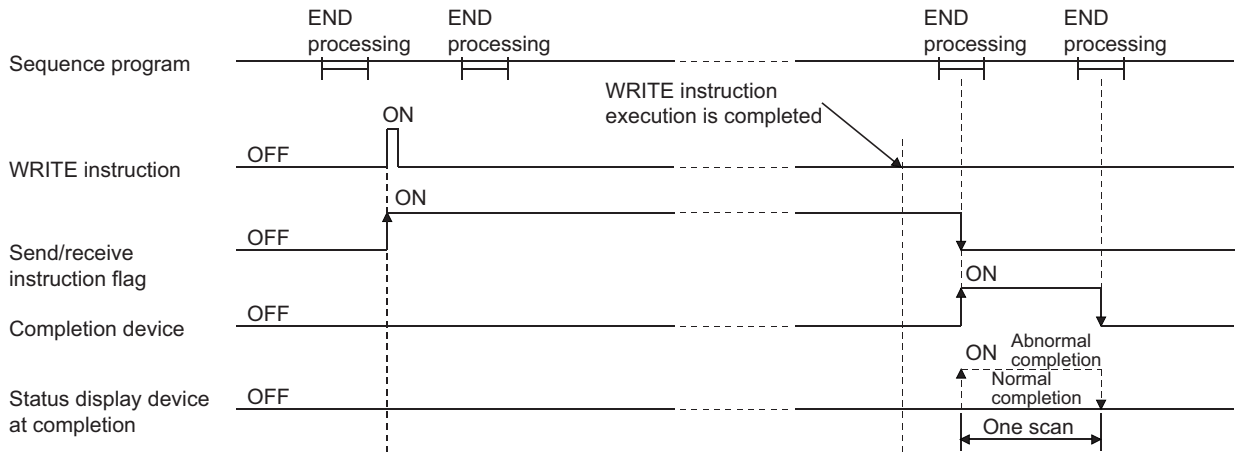 END
processing
END
processing
END
processing
END
processing
Sequence program
WRITE instruction
execution is completed
ON
OFF
WRITE instruction
ON
OFF
Send/receive
instruction flag
ON
OFF
Completion device
ON
Abnormal
completion
Normal
completion
OFF
Status display device
at completion
One scan